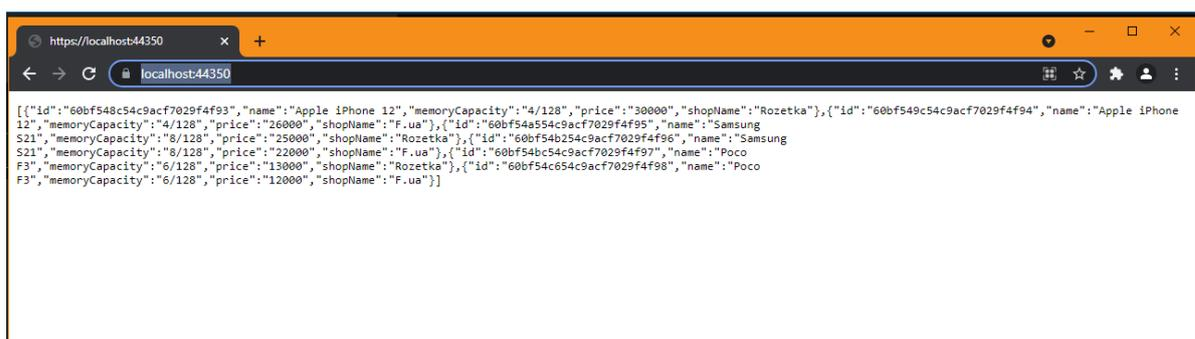 https://localhost:44350
localhost:44350
[{"id":"60bf548c54c9acf7029f4f93","name":"Apple iPhone 12","memoryCapacity":"4/128","price":"30000","shopName":"Rozetka"},{"id":"60bf549c54c9acf7029f4f94","name":"Apple iPhone
12","memoryCapacity":"4/128","price":"26000","shopName":"F.ua"},{"id":"60bf54a554c9acf7029f4f95","name":"Samsung
S21","memoryCapacity":"8/128","price":"25000","shopName":"Rozetka"},{"id":"60bf54b254c9acf7029f4f96","name":"Samsung
S21","memoryCapacity":"8/128","price":"22000","shopName":"F.ua"},{"id":"60bf54bc54c9acf7029f4f97","name":"Poco
F3","memoryCapacity":"6/128","price":"13000","shopName":"Rozetka"},{"id":"60bf54c654c9acf7029f4f98","name":"Poco
F3","memoryCapacity":"6/128","price":"12000","shopName":"F.ua"}]